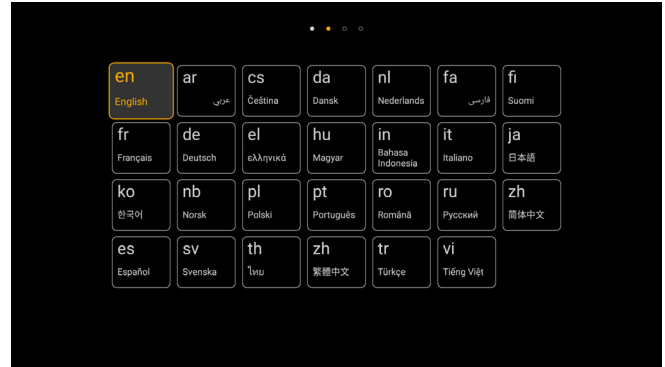 en
English
ar
عربي
cs
Čeština
da
Dansk
nl
Nederlands
fa
فارسی
fi
Suomi
fr
Français
de
Deutsch
el
ελληνικά
hu
Magyar
in
Bahasa
Indonesia
it
Italiano
ja
日本語
ko
한국어
nb
Norsk
pl
Polski
pt
Português
ro
Română
ru
Русский
zh
简体中文
es
Español
sv
Svenska
th
ไทย
zh
繁體中文
tr
Türkçe
vi
Tiếng Việt